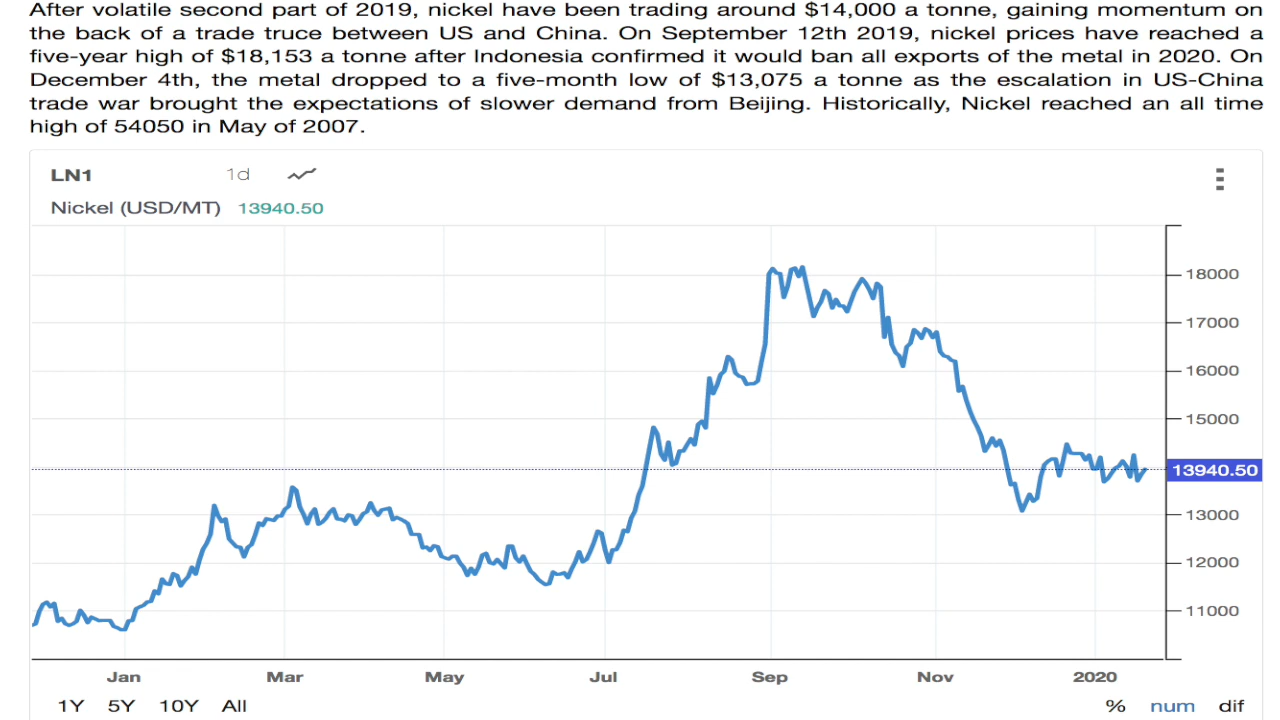 After volatile second part of 2019, nickel have been trading around $14,000 a tonne, gaining momentum on
the back of a trade truce between US and China. On September 12th 2019, nickel prices have reached a
five-year high of $18,153 a tonne after Indonesia confirmed it would ban all exports of the metal in 2020. On
December 4th, the metal dropped to a five-month low of $13,075 a tonne as the escalation in US-China
trade war brought the expectations of slower demand from Beijing. Historically, Nickel reached an all time
high of 54050 in May of 2007.
LN1 1d
Nickel (USD/MT) 13940.50
18000
17000
16000
15000
13940.50
13000
12000
11000
Jan Mar May Jul Sep Nov 2020
1Y 5Y 10Y All % num dif